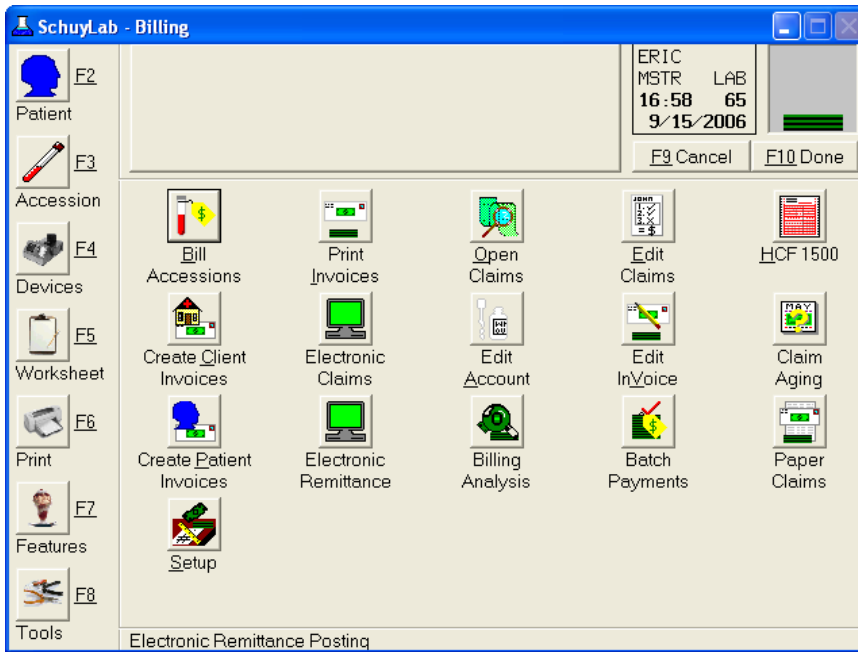 SchuyLab - Billing
F2
Patient
F3
Accession
F4
Devices
F5
Worksheet
F6
Print
F7
Features
F8
Tools
ERIC
MSTR LAB
16:58 65
9/15/2006
F9 Cancel
F10 Done
Bill
Accessions
Print
Invoices
Open
Claims
Edit
Claims
HCF 1500
Create Client
Invoices
Electronic
Claims
Edit
Account
Edit
InVoice
Claim
Aging
Create Patient
Invoices
Electronic
Remittance
Billing
Analysis
Batch
Payments
Paper
Claims
Setup
Electronic Remittance Posting